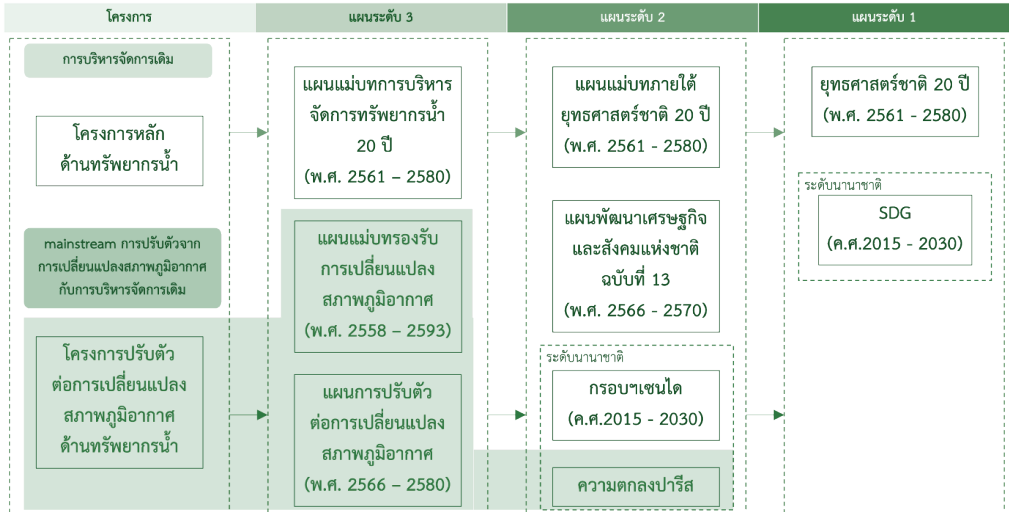 โครงการ
แผนระดับ 3
แผนระดับ 2
แผนระดับ 1
การบริหารจัดการเดิม
โครงการหลัก
ด้านทรัพยากรน้ำ
mainstream การปรับตัวจาก
การเปลี่ยนแปลงสภาพภูมิอากาศ
กับการบริหารจัดการเดิม
โครงการปรับตัว
ต่อการเปลี่ยนแปลง
สภาพภูมิอากาศ
ด้านทรัพยากรน้ำ
แผนแม่บทการบริหาร
จัดการทรัพยากรน้ำ
20 ปี
(พ.ศ. 2561 – 2580)
แผนแม่บทรองรับ
การเปลี่ยนแปลง
สภาพภูมิอากาศ
(พ.ศ. 2558 – 2593)
แผนการปรับตัว
ต่อการเปลี่ยนแปลง
สภาพภูมิอากาศ
(พ.ศ. 2566 - 2580)
แผนแม่บทภายใต้
ยุทธศาสตร์ชาติ 20 ปี
(พ.ศ. 2561 - 2580)
แผนพัฒนาเศรษฐกิจ
และสังคมแห่งชาติ
ฉบับที่ 13
(พ.ศ. 2566 - 2570)
ระดับนานาชาติ
กรอบฯเซนได
(ค.ศ.2015 - 2030)
ความตกลงปารีส
ยุทธศาสตร์ชาติ 20 ปี
(พ.ศ. 2561 - 2580)
ระดับนานาชาติ
SDG
(ค.ศ.2015 - 2030)